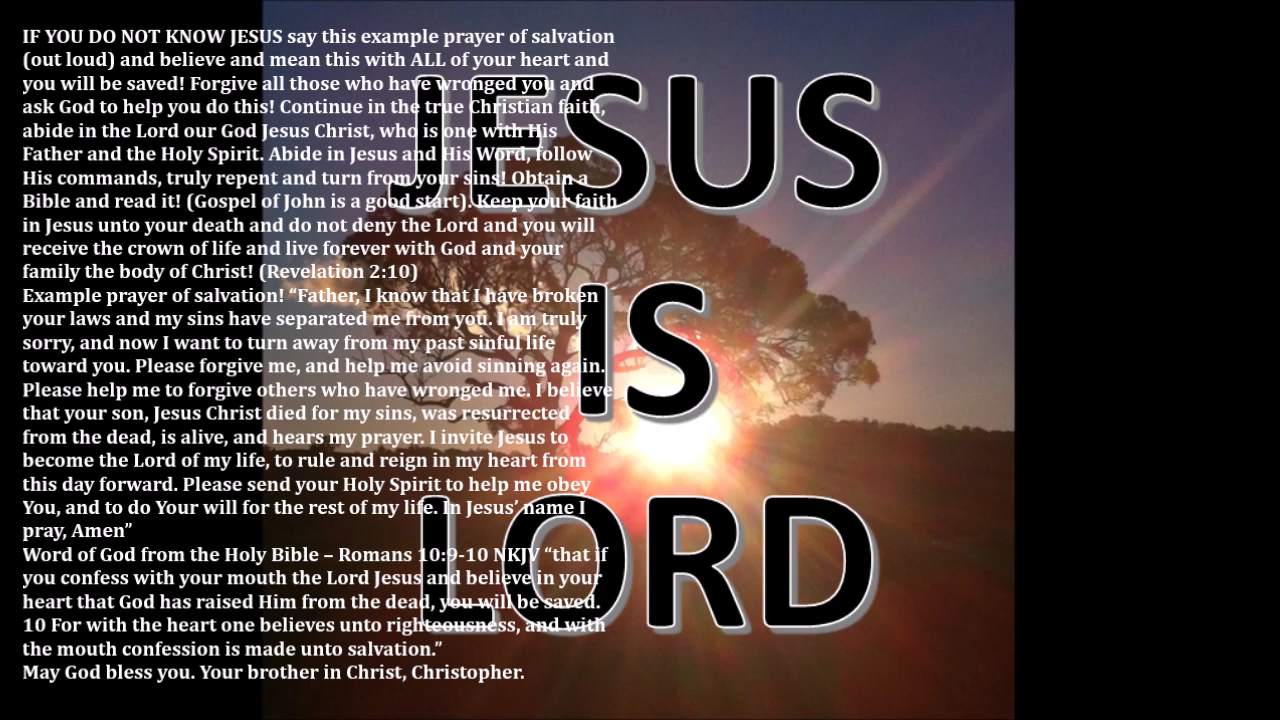 IF YOU DO NOT KNOW JESUS say this example prayer of salvation
(out loud) and believe and mean this with ALL of your heart and
you will be saved! Forgive all those who have wronged you and
ask God to help you do this! Continue in the true Christian faith,
abide in the Lord our God Jesus Christ, who is one with His
Father and the Holy Spirit. Abide in Jesus and His Word, follow
His commands, truly repent and turn from your sins! Obtain a
Bible and read it! (Gospel of John is a good start). Keep your faith
in Jesus unto your death and do not deny the Lord and you will
receive the crown of life and live forever with God and your
family the body of Christ! (Revelation 2:10)
Example prayer of salvation! “Father, I know that I have broken
your laws and my sins have separated me from you. I am truly
sorry, and now I want to turn away from my past sinful life
toward you. Please forgive me, and help me avoid sinning again.
Please help me to forgive others who have wronged me. I believe
that your son, Jesus Christ died for my sins, was resurrected
from the dead, is alive, and hears my prayer. I invite Jesus to
become the Lord of my life, to rule and reign in my heart from
this day forward. Please send your Holy Spirit to help me obey
You, and to do Your will for the rest of my life. In Jesus’ name I
pray, Amen”
Word of God from the Holy Bible – Romans 10:9-10 NKJV “that if
you confess with your mouth the Lord Jesus and believe in your
heart that God has raised Him from the dead, you will be saved.
10 For with the heart one believes unto righteousness, and with
the mouth confession is made unto salvation.”
May God bless you. Your brother in Christ, Christopher.
JESUS
IS
LORD